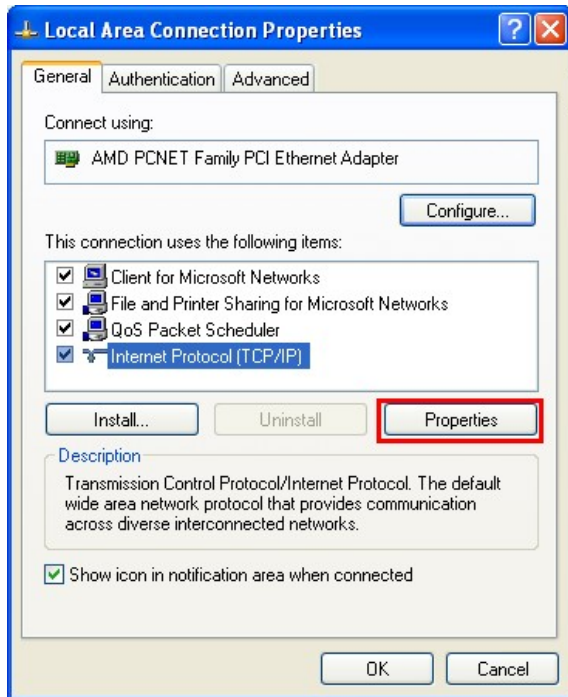 Local Area Connection Properties
General
Authentication
Advanced
Connect using:
AMD PCNET Family PCI Ethernet Adapter
Configure...
This connection uses the following items:
Client for Microsoft Networks
File and Printer Sharing for Microsoft Networks
QoS Packet Scheduler
Internet Protocol (TCP/IP)
Install...
Uninstall
Properties
Description
Transmission Control Protocol/Internet Protocol. The default
wide area network protocol that provides communication
across diverse interconnected networks.
Show icon in notification area when connected
OK
Cancel